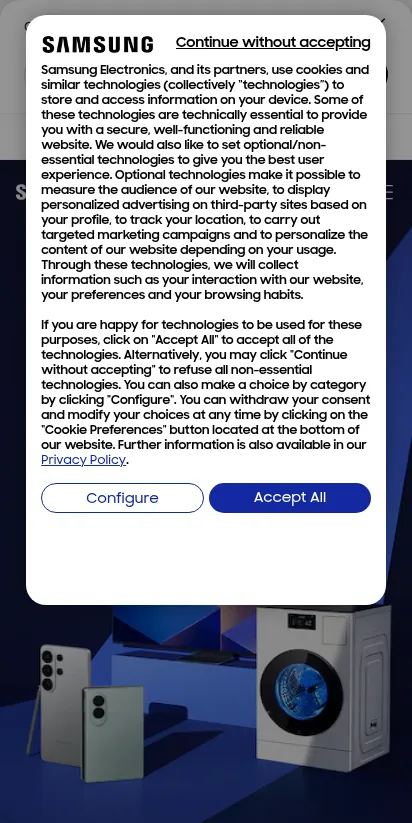 SAMSUNG
Continue without accepting
Samsung Electronics, and its partners, use cookies and
similar technologies (collectively "technologies") to
store and access information on your device. Some of
these technologies are technically essential to provide
you with a secure, well-functioning and reliable
website. We would also like to set optional/non-
essential technologies to give you the best user
experience. Optional technologies make it possible to
measure the audience of our website, to display
personalized advertising on third-party sites based on
your profile, to track your location, to carry out
targeted marketing campaigns and to personalize the
content of our website depending on your usage.
Through these technologies, we will collect
information such as your interaction with our website,
your preferences and your browsing habits.
If you are happy for technologies to be used for these
purposes, click on "Accept All" to accept all of the
technologies. Alternatively, you may click "Continue
without accepting" to refuse all non-essential
technologies. You can also make a choice by category
by clicking "Configure". You can withdraw your consent
and modify your choices at any time by clicking on the
"Cookie Preferences" button located at the bottom of
our website. Further information is also available in our
Privacy Policy.
Configure
Accept All